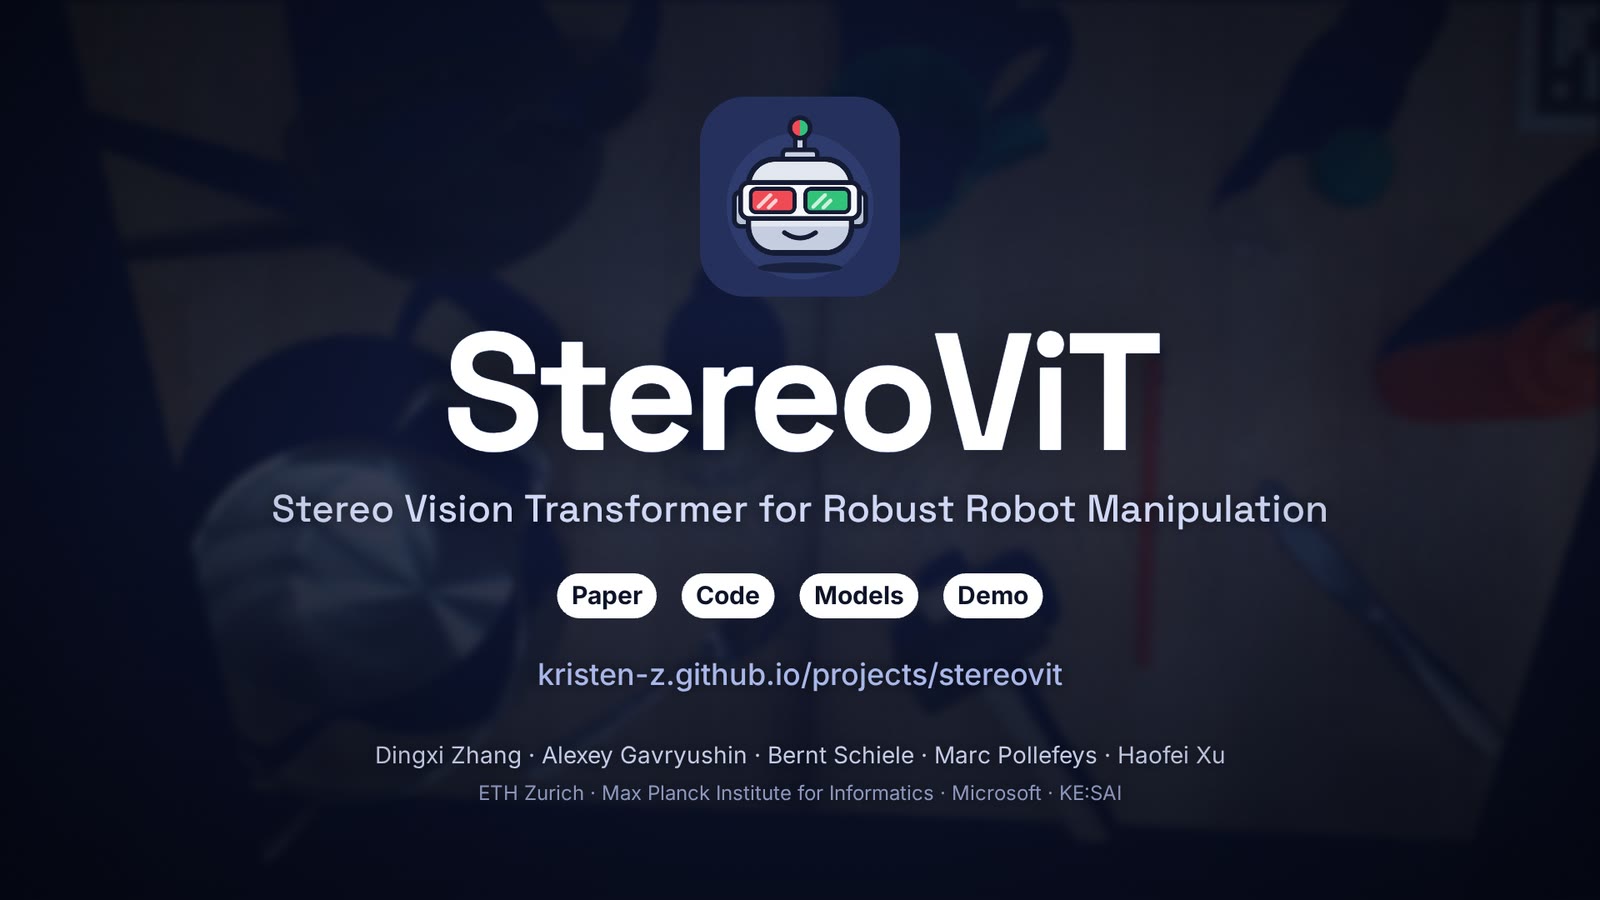 StereoViT
Stereo Vision Transformer for Robust Robot Manipulation
Paper Code Models Demo
kristen-z.github.io/projects/stereovit
Dingxi Zhang · Alexey Gavryushin · Bernt Schiele · Marc Pollefeys · Haofei Xu
ETH Zurich · Max Planck Institute for Informatics · Microsoft · KE:SAI